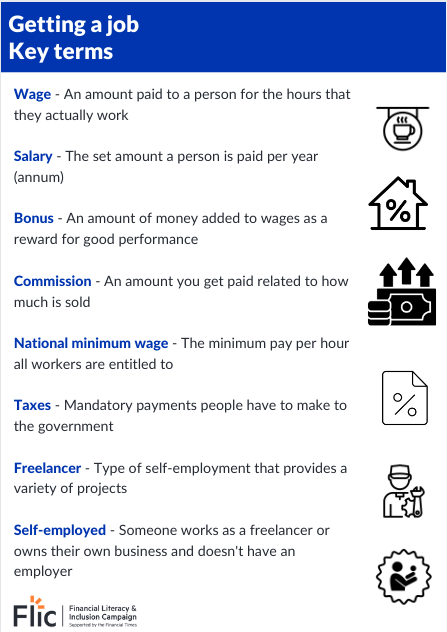 Getting a job
Key terms
Wage - An amount paid to a person for the hours that
they actually work
Salary - The set amount a person is paid per year
(annum)
Bonus - An amount of money added to wages as a
reward for good performance
Commission - An amount you get paid related to how
much is sold
National minimum wage - The minimum pay per hour
all workers are entitled to
Taxes - Mandatory payments people have to make to
the government
Freelancer - Type of self-employment that provides a
variety of projects
Self-employed - Someone works as a freelancer or
owns their own business and doesn't have an
employer
Flic
Financial Literacy &
Inclusion Campaign
Supported by the Financial Times